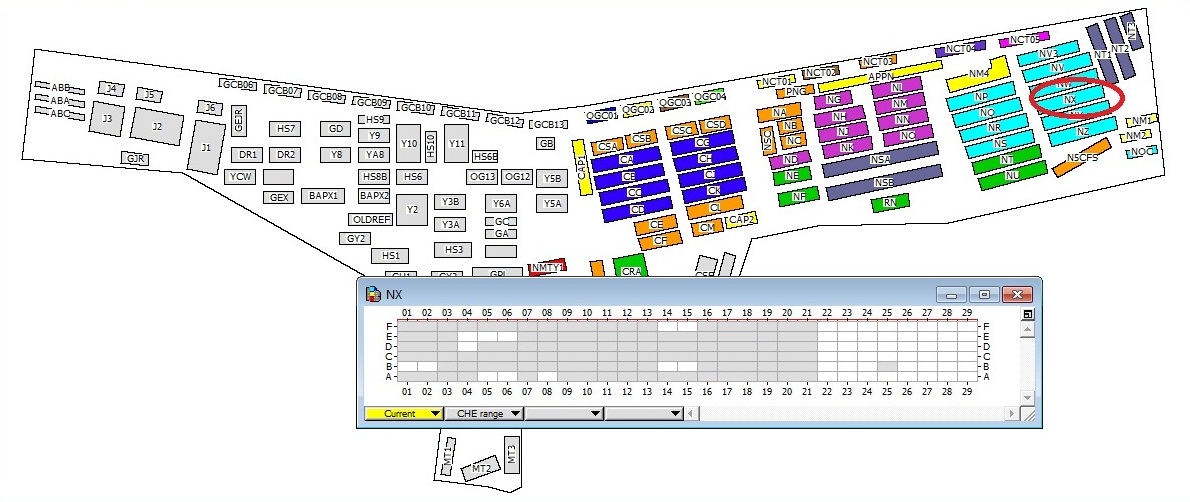 NCT01 NCT02 NCT03 NCT04 NCT05 NT1 NT2 NT3
ABB J4 J5 GCB06 GCB07 GCB08 GCB09 GCB10 GCB11 GCB12 GCB13 QGC01 QGC02 QGC03 QGC04 PNG APPN NM4 NV3 NV
ABA ABC J3 J2 J6 GEJR HS9 NG NL NP NX
J1 HS7 GD Y9 Y10 HS10 Y11 GB CSA CSB CSC CSD NA NB NC NSC NH NM NQ NM1
DR1 DR2 Y8 YA8 HS6B CAP1 CA CG NJ NN NR NZ NM2
GJR CH NK NO NS NOC
YCW HS8B HS6 OG13 OG12 Y5B CB CJ ND NSA NT N5CFS
GEX BAPX1 BAPX2 Y3B Y6A Y5A CC CK NE NSB NU
OLDREF Y2 Y3A GC CD CL NF RN
GY2 GA CE CM CAP2
HS1 HS3 CF
GPL NMTY1 CRA
NX
01 02 03 04 05 06 07 08 09 10 11 12 13 14 15 16 17 18 19 20 21 22 23 24 25 26 27 28 29
F F
E E
D D
C C
B B
A A
01 02 03 04 05 06 07 08 09 10 11 12 13 14 15 16 17 18 19 20 21 22 23 24 25 26 27 28 29
Current CHE range
MT1 MT2 MT3